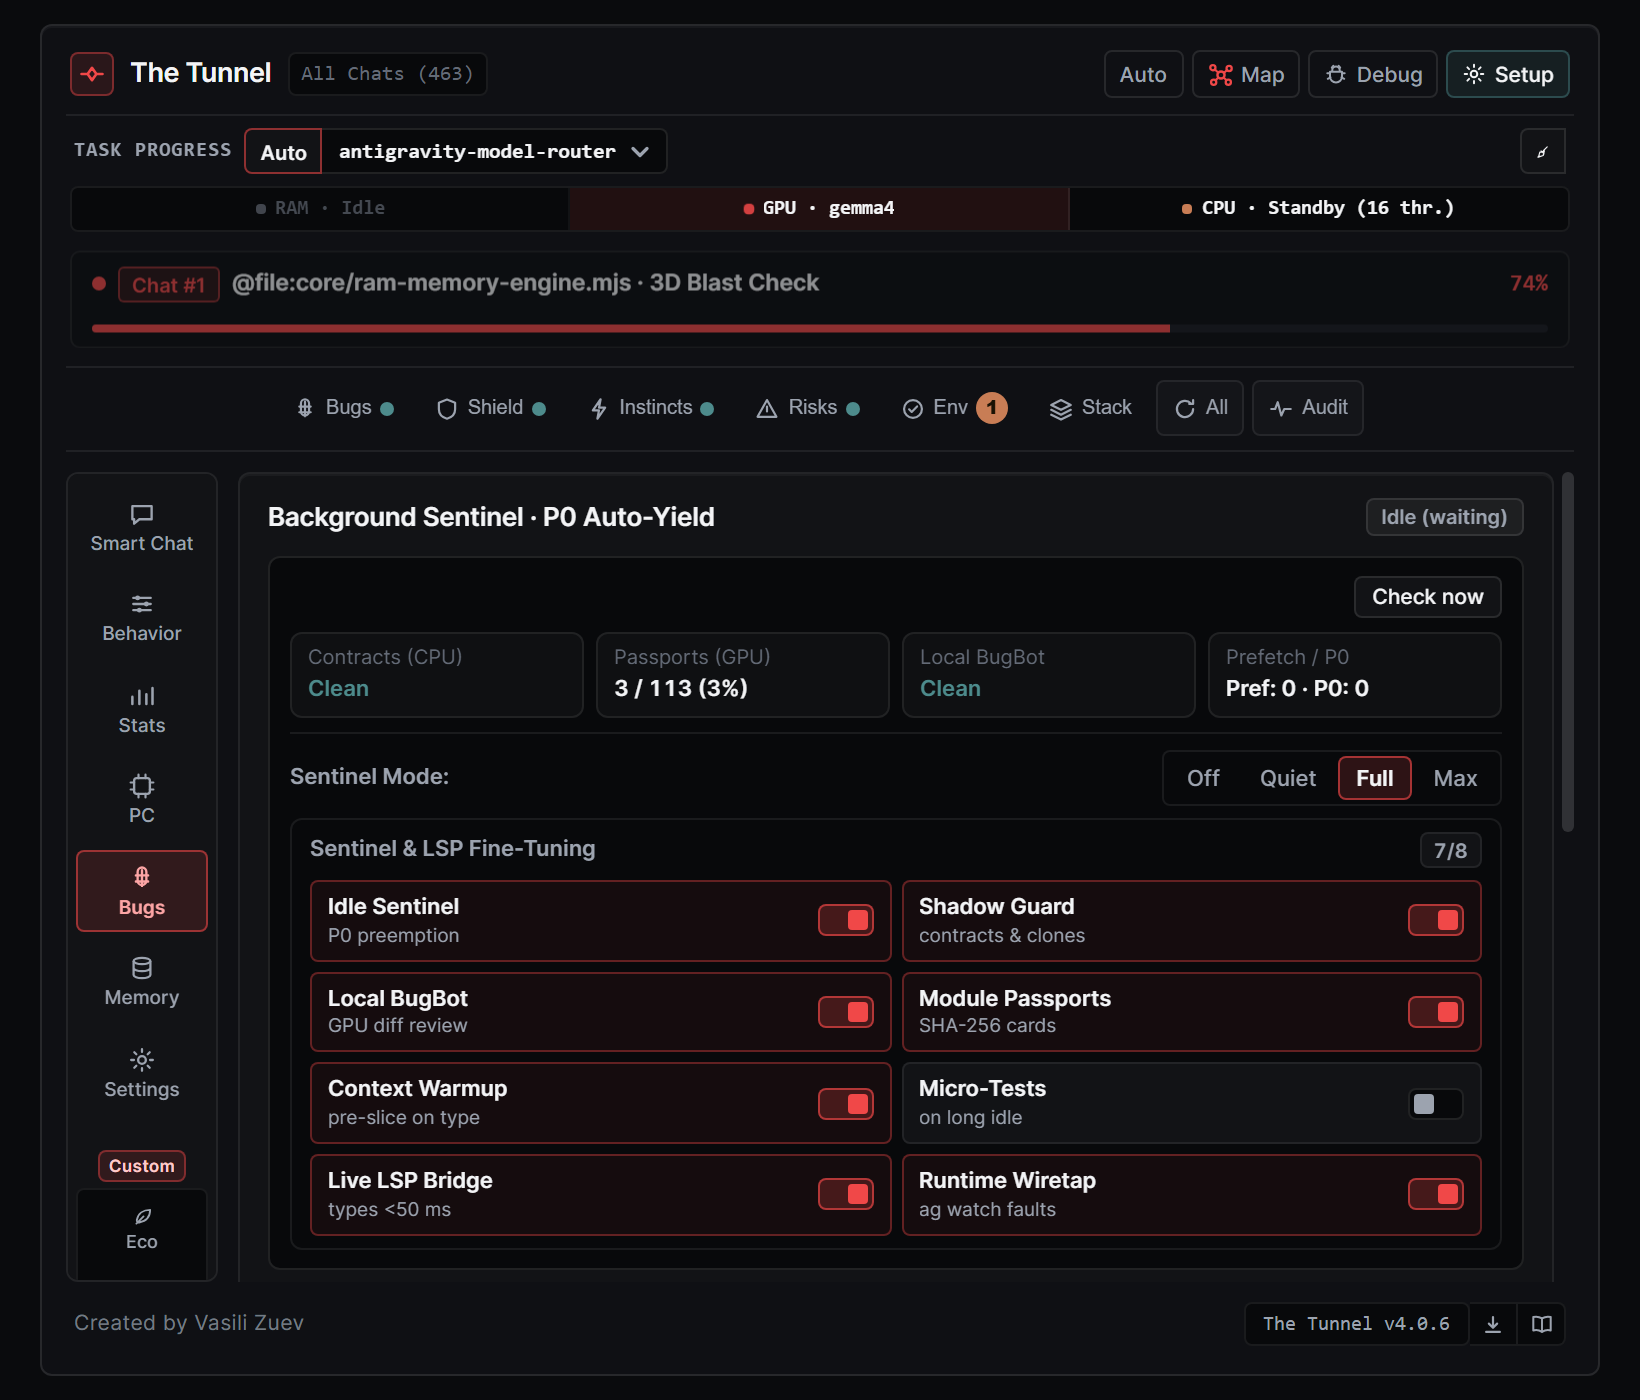 The Tunnel
All Chats (463)
Auto
Map
Debug
Setup
TASK PROGRESS
Auto
antigravity-model-router
RAM · Idle
GPU · gemma4
CPU · Standby (16 thr.)
Chat #1
@file:core/ram-memory-engine.mjs · 3D Blast Check
74%
Bugs
Shield
Instincts
Risks
Env 1
Stack
All
Audit
Smart Chat
Behavior
Stats
PC
Bugs
Memory
Settings
Custom
Eco
Background Sentinel · P0 Auto-Yield
Idle (waiting)
Check now
Contracts (CPU)
Clean
Passports (GPU)
3 / 113 (3%)
Local BugBot
Clean
Prefetch / P0
Pref: 0 · P0: 0
Sentinel Mode:
Off
Quiet
Full
Max
Sentinel & LSP Fine-Tuning
7/8
Idle Sentinel
P0 preemption
Shadow Guard
contracts & clones
Local BugBot
GPU diff review
Module Passports
SHA-256 cards
Context Warmup
pre-slice on type
Micro-Tests
on long idle
Live LSP Bridge
types <50 ms
Runtime Wiretap
ag watch faults
Created by Vasili Zuev
The Tunnel v4.0.6